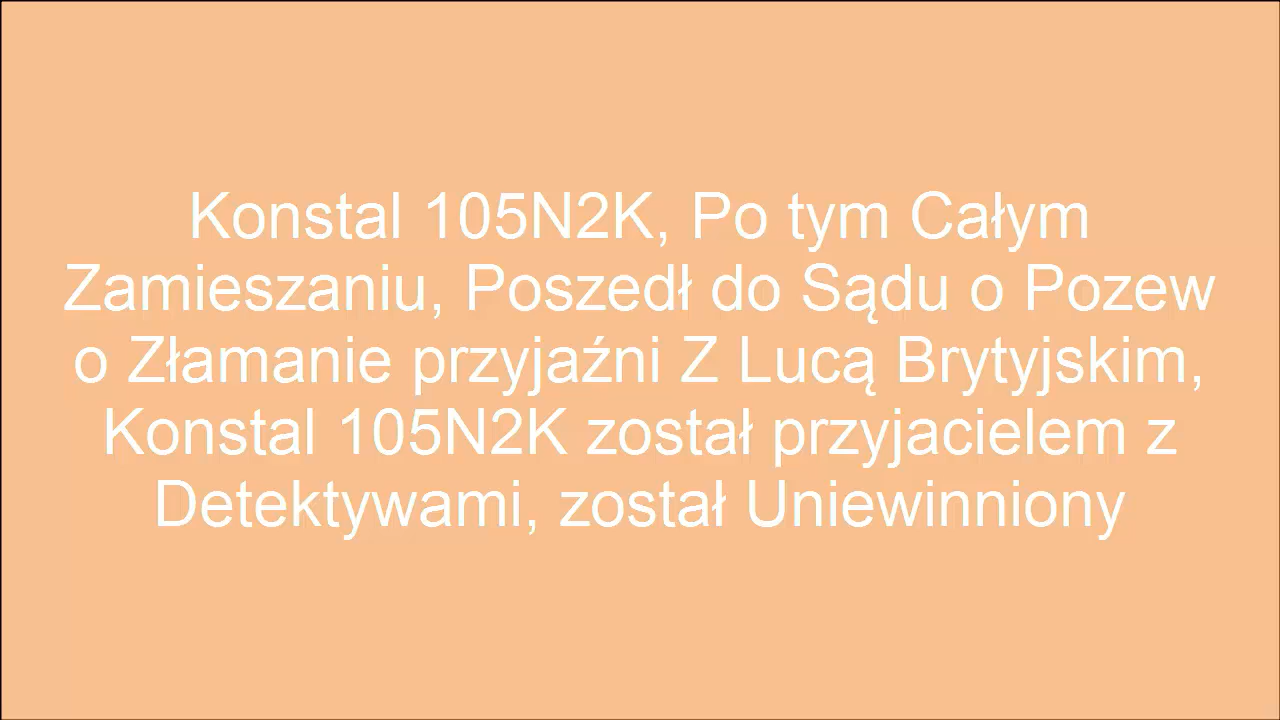 Konstal 105N2K, Po tym Całym
Zamieszaniu, Poszedł do Sądu o Pozew
o Złamanie przyjaźni Z Lucą Brytyjskim,
Konstal 105N2K został przyjacielem z
Detektywami, został Uniewinniony